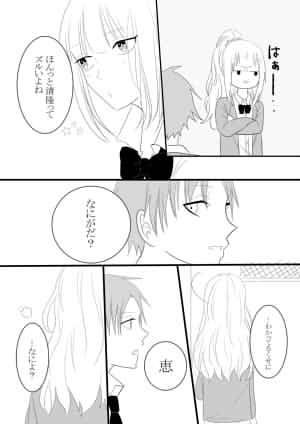 はぁー…
ほんっと清隆って
ズルいよね
なにがだ？
…わかってるくせに
恵
…なによ？